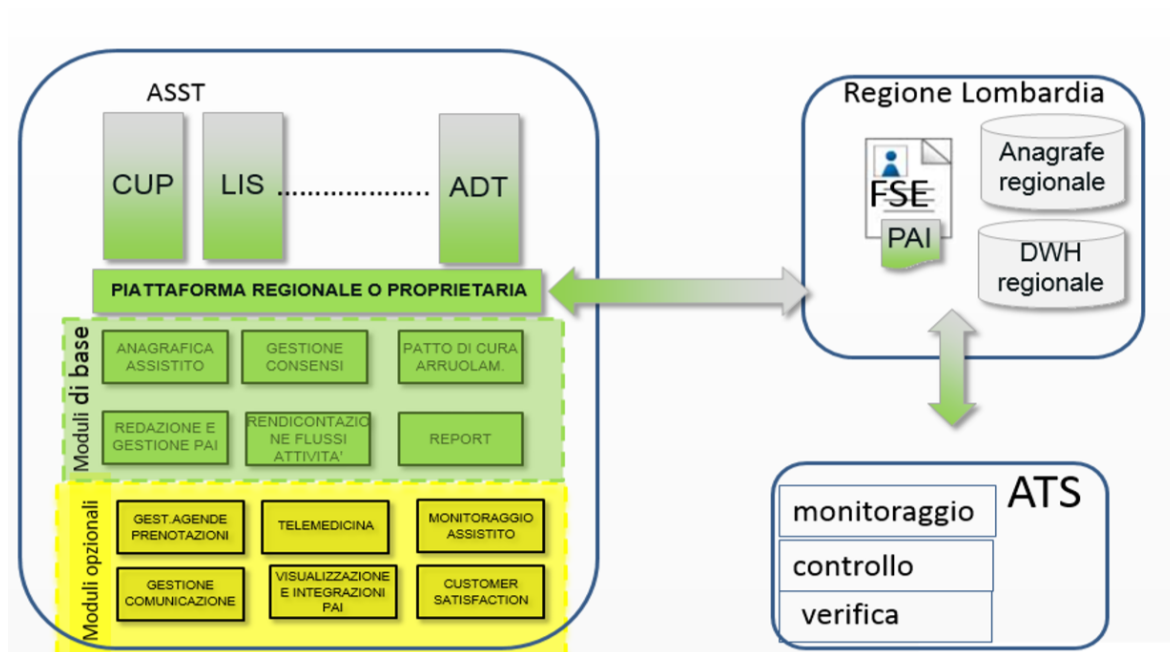 ASST
CUP
LIS
....................
ADT
PIATTAFORMA REGIONALE O PROPRIETARIA
Moduli di base
ANAGRAFICA
ASSISTITO
GESTIONE
CONSENSI
PATTO DI CURA
ARRUOLAM.
REDAZIONE E
GESTIONE PAI
RENDICONTAZIO
NE FLUSSI
ATTIVITA'
REPORT
Moduli opzionali
GEST.AGENDE
PRENOTAZIONI
TELEMEDICINA
MONITORAGGIO
ASSISTITO
GESTIONE
COMUNICAZIONE
VISUALIZZAZIONE
E INTEGRAZIONI
PAI
CUSTOMER
SATISFACTION
Regione Lombardia
FSE
PAI
Anagrafe
regionale
DWH
regionale
ATS
monitoraggio
controllo
verifica